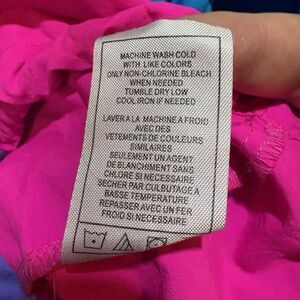 MACHINE WASH COLD
WITH LIKE COLORS
ONLY NON-CHLORINE BLEACH
WHEN NEEDED
TUMBLE DRY LOW
COOL IRON IF NEEDED
LAVER A LA MACHINE A FROID
AVEC DES
VETEMENTS DE COULEURS
SIMILAIRES
SEULEMENT UN AGENT
DE BLANCHIMENT SANS
CHLORE SI NECESSAIRE
SECHER PAR CULBUTAGE A
BASSE TEMPERATURE
REPASSER AVEC UN FER
FROID SI NECESSAIRE